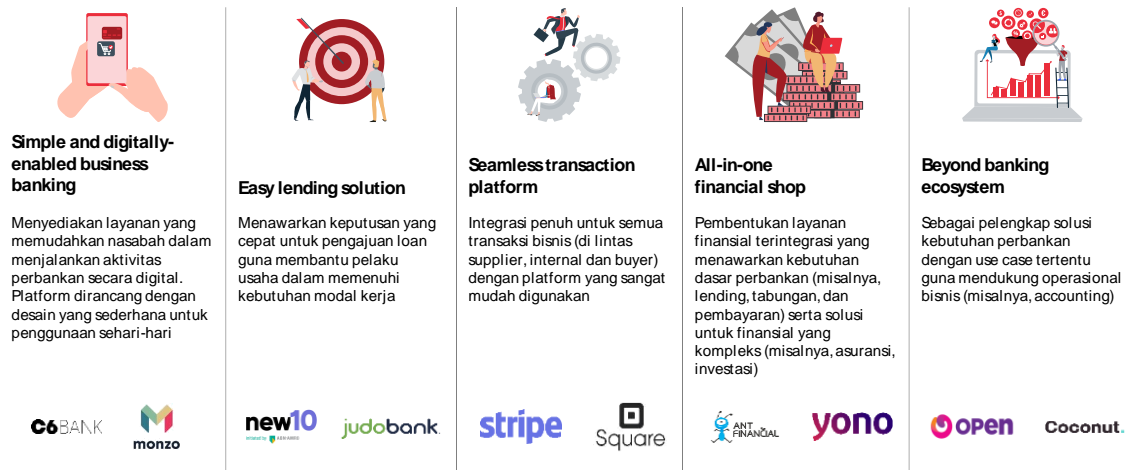 Simple and digitally-
enabled business
banking
Menyediakan layanan yang
memudahkan nasabah dalam
menjalankan aktivitas
perbankan secara digital.
Platform dirancang dengan
desain yang sederhana untuk
penggunaan sehari-hari
C6BANK
monzo
Easy lending solution
Menawarkan keputusan yang
cepat untuk pengajuan loan
guna membantu pelaku
usaha dalam memenuhi
kebutuhan modal kerja
new10
initiated by ABN·AMRO
judobank.
Seamless transaction
platform
Integrasi penuh untuk semua
transaksi bisnis (di lintas
supplier, internal dan buyer)
dengan platform yang sangat
mudah digunakan
stripe
Square
All-in-one
financial shop
Pembentukan layanan
finansial terintegrasi yang
menawarkan kebutuhan
dasar perbankan (misalnya,
lending, tabungan, dan
pembayaran) serta solusi
untuk finansial yang
kompleks (misalnya, asuransi,
investasi)
ANT
FINANCIAL
yono
Beyond banking
ecosystem
Sebagai pelengkap solusi
kebutuhan perbankan
dengan use case tertentu
guna mendukung operasional
bisnis (misalnya, accounting)
OPEN
Coconut.